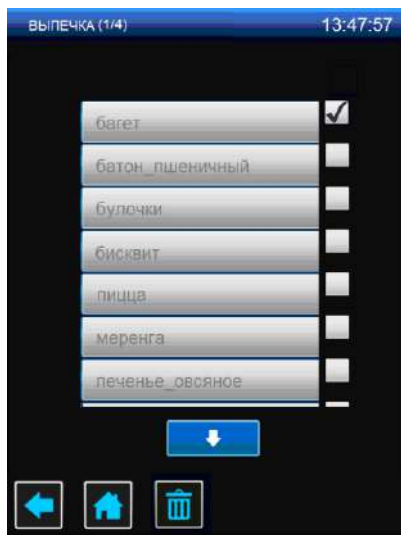 ВЫПЕЧКА (1/4) 13:47:57
багет
батон_пшеничный
булочки
бисквит
пицца
меренга
печенье_овсяное